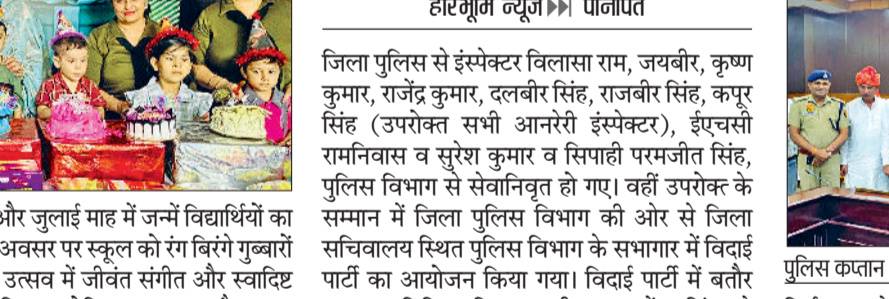 हरिभूमि न्यूज पानीपत
जिला पुलिस से इंस्पेक्टर विलासा राम, जयबीर, कृष्ण
कुमार, राजेंद्र कुमार, दलबीर सिंह, राजबीर सिंह, कपूर
सिंह (उपरोक्त सभी आनरेरी इंस्पेक्टर), ईएचसी
रामनिवास व सुरेश कुमार व सिपाही परमजीत सिंह,
पुलिस विभाग से सेवानिवृत हो गए। वहीं उपरोक्त के
सम्मान में जिला पुलिस विभाग की ओर से जिला
सचिवालय स्थित पुलिस विभाग के सभागार में विदाई
पार्टी का आयोजन किया गया। विदाई पार्टी में बतौर
और जुलाई माह में जन्में विद्यार्थियों का
अवसर पर स्कूल को रंग बिरंगे गुब्बारों
उत्सव में जीवंत संगीत और स्वादिष्ट
पुलिस कप्तान